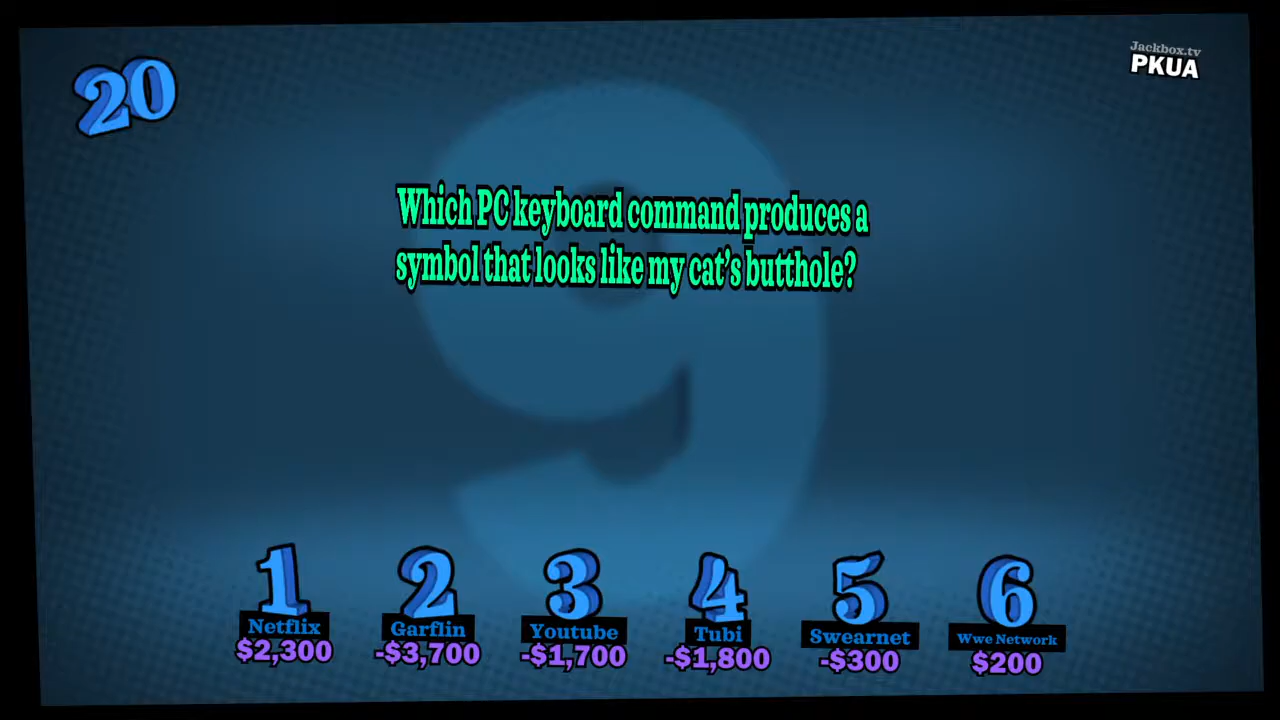 20
Jackbox.tv
PKUA
Which PC keyboard command produces a
symbol that looks like my cat's butthole?
9
1 2 3 4 5 6
Netflix Garflin Youtube Tubi Swearnet Wwe Network
$2,300 -$3,700 -$1,700 -$1,800 -$300 $200